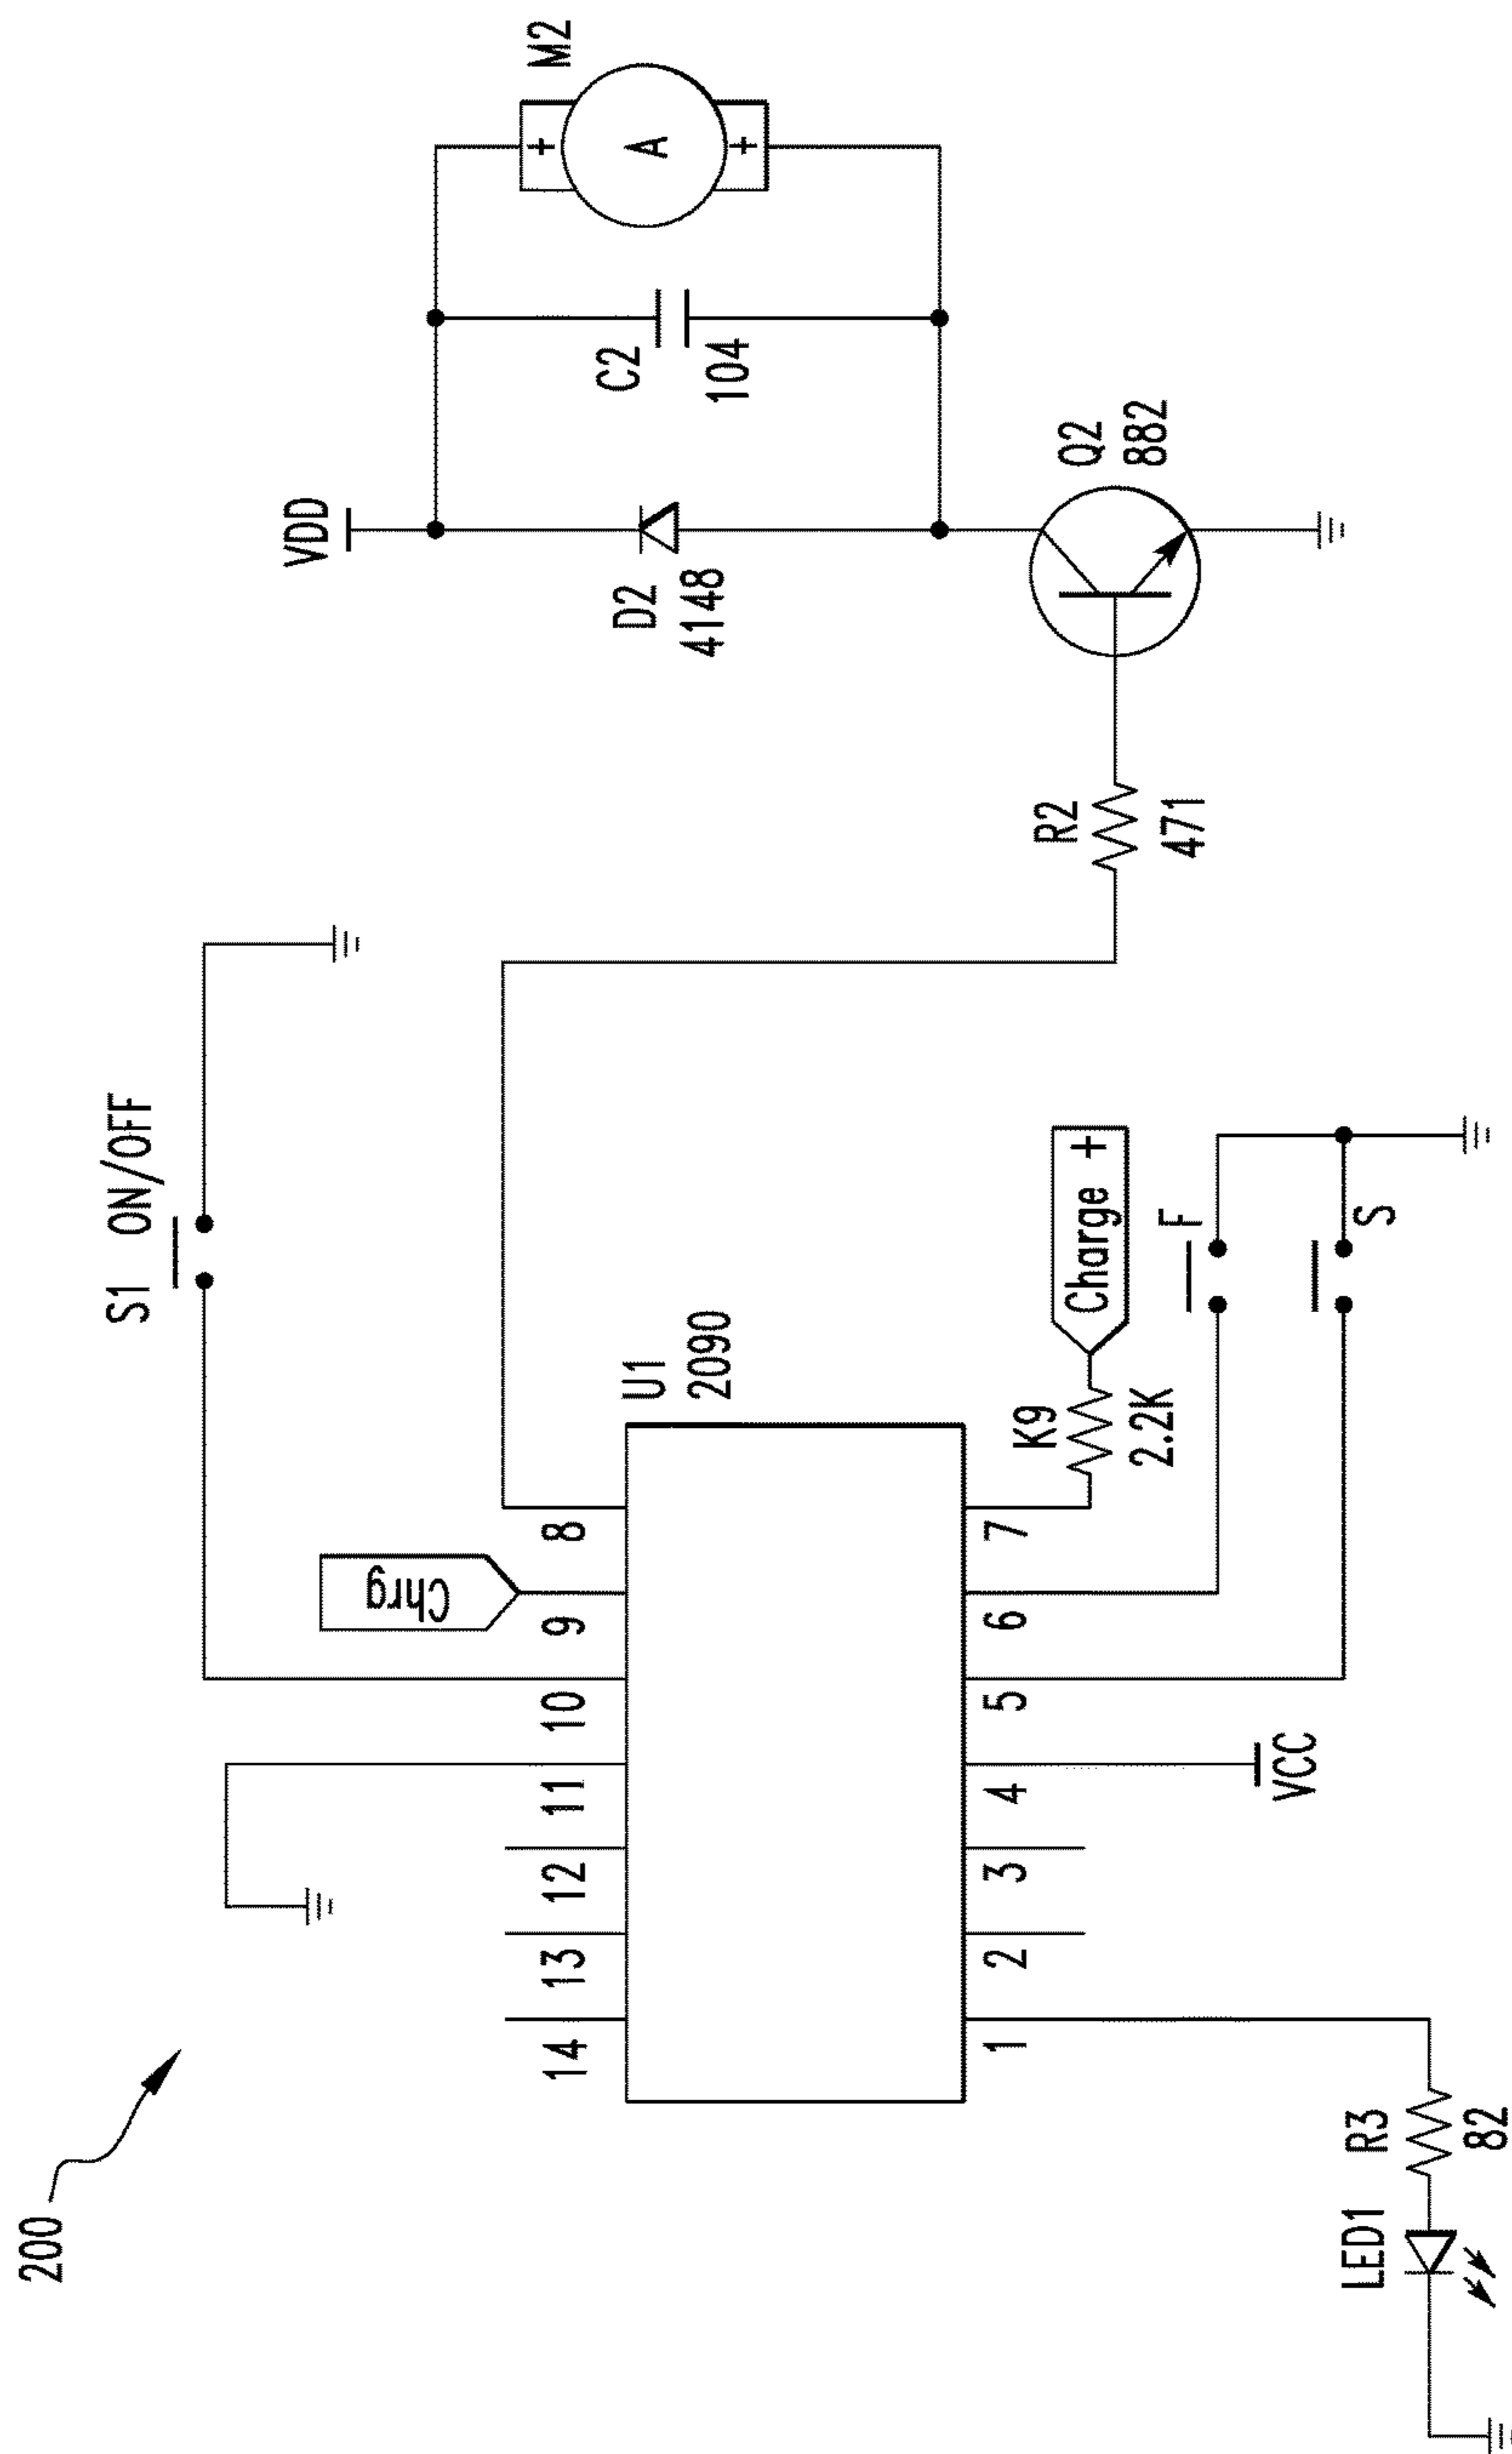 200
S1 ON/OFF
VDD
M2
+
A
+
C2
104
D2
4148
Q2
882
R2
471
U1
2090
Chrg
14
13
12
11
10
9
8
1
2
3
4
5
6
7
K9
2.2K
Charge +
F
S
VCC
LED1
R3
82